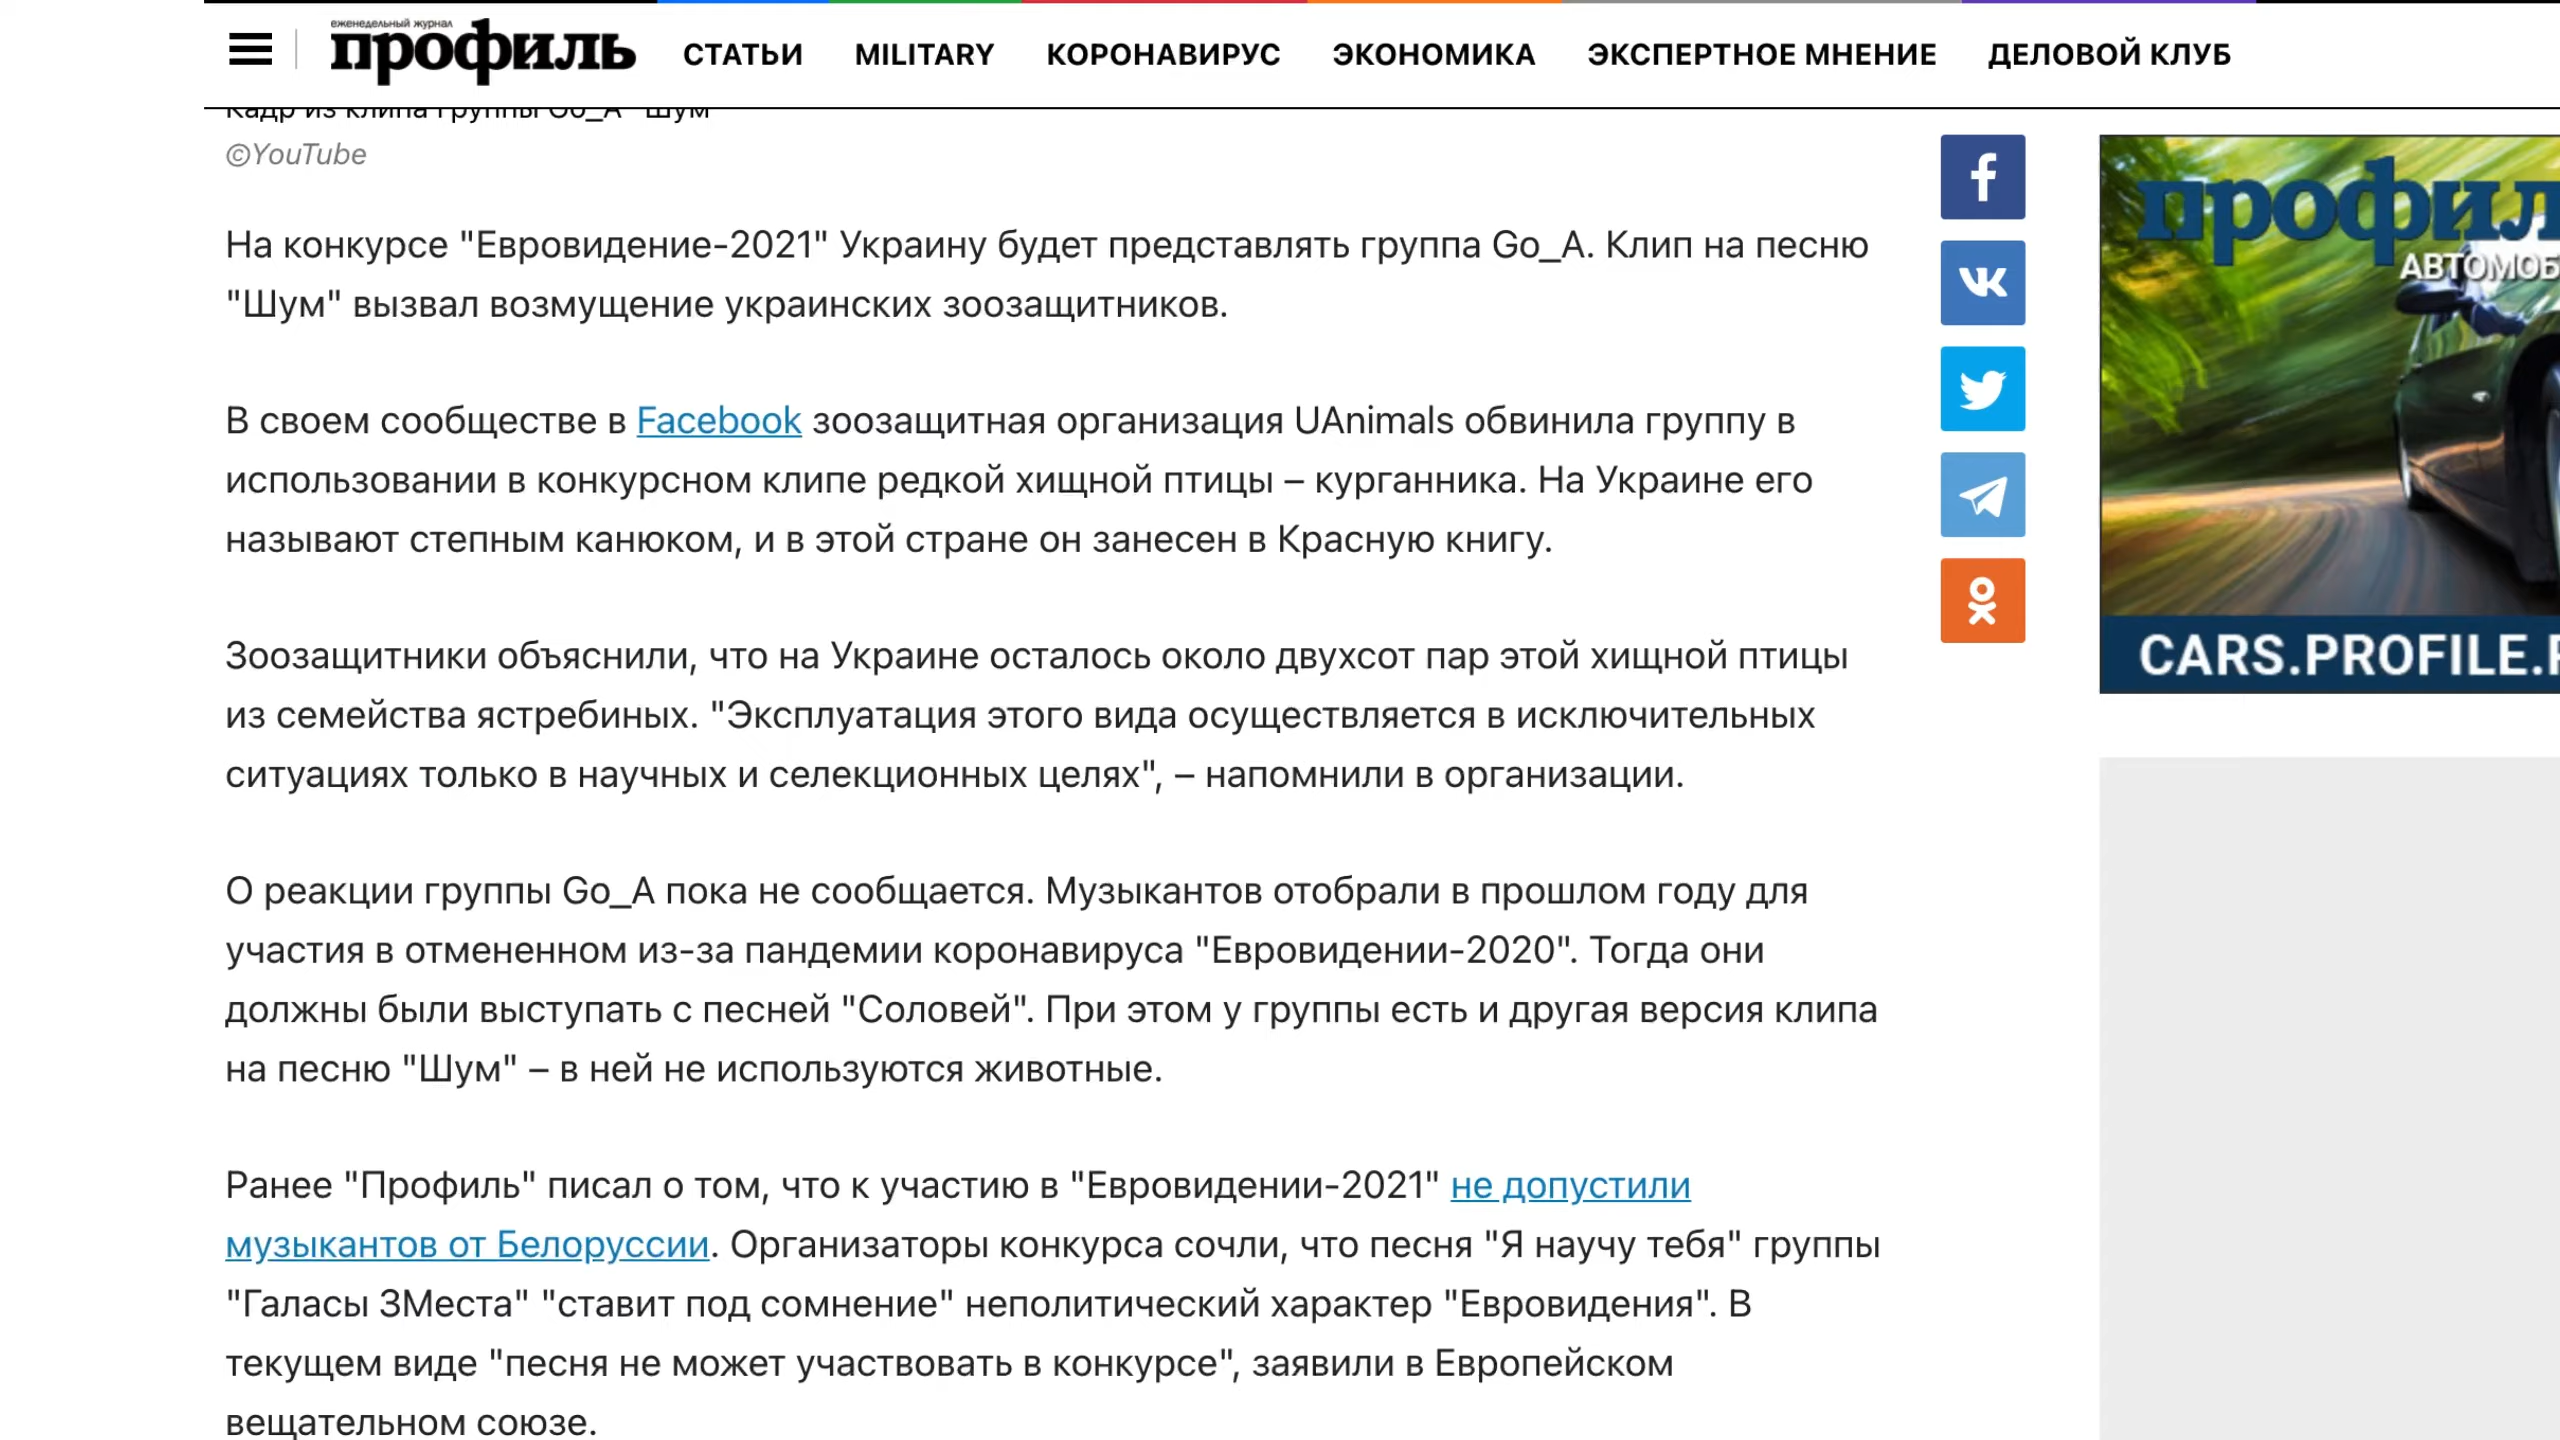 еженедельный журнал
профиль
СТАТЬИ MILITARY КОРОНАВИРУС ЭКОНОМИКА ЭКСПЕРТНОЕ МНЕНИЕ ДЕЛОВОЙ КЛУБ
Кадр из клипа группы Go_A "Шум"
©YouTube
На конкурсе "Евровидение-2021" Украину будет представлять группа Go_A. Клип на песню
"Шум" вызвал возмущение украинских зоозащитников.
В своем сообществе в Facebook зоозащитная организация UAnimals обвинила группу в
использовании в конкурсном клипе редкой хищной птицы – курганника. На Украине его
называют степным канюком, и в этой стране он занесен в Красную книгу.
Зоозащитники объяснили, что на Украине осталось около двухсот пар этой хищной птицы
из семейства ястребиных. "Эксплуатация этого вида осуществляется в исключительных
ситуациях только в научных и селекционных целях", – напомнили в организации.
О реакции группы Go_A пока не сообщается. Музыкантов отобрали в прошлом году для
участия в отмененном из-за пандемии коронавируса "Евровидении-2020". Тогда они
должны были выступать с песней "Соловей". При этом у группы есть и другая версия клипа
на песню "Шум" – в ней не используются животные.
Ранее "Профиль" писал о том, что к участию в "Евровидении-2021" не допустили
музыкантов от Белоруссии. Организаторы конкурса сочли, что песня "Я научу тебя" группы
"Галасы ЗМеста" "ставит под сомнение" неполитический характер "Евровидения". В
текущем виде "песня не может участвовать в конкурсе", заявили в Европейском
вещательном союзе.
профил
АВТОМОБ
CARS.PROFILE.